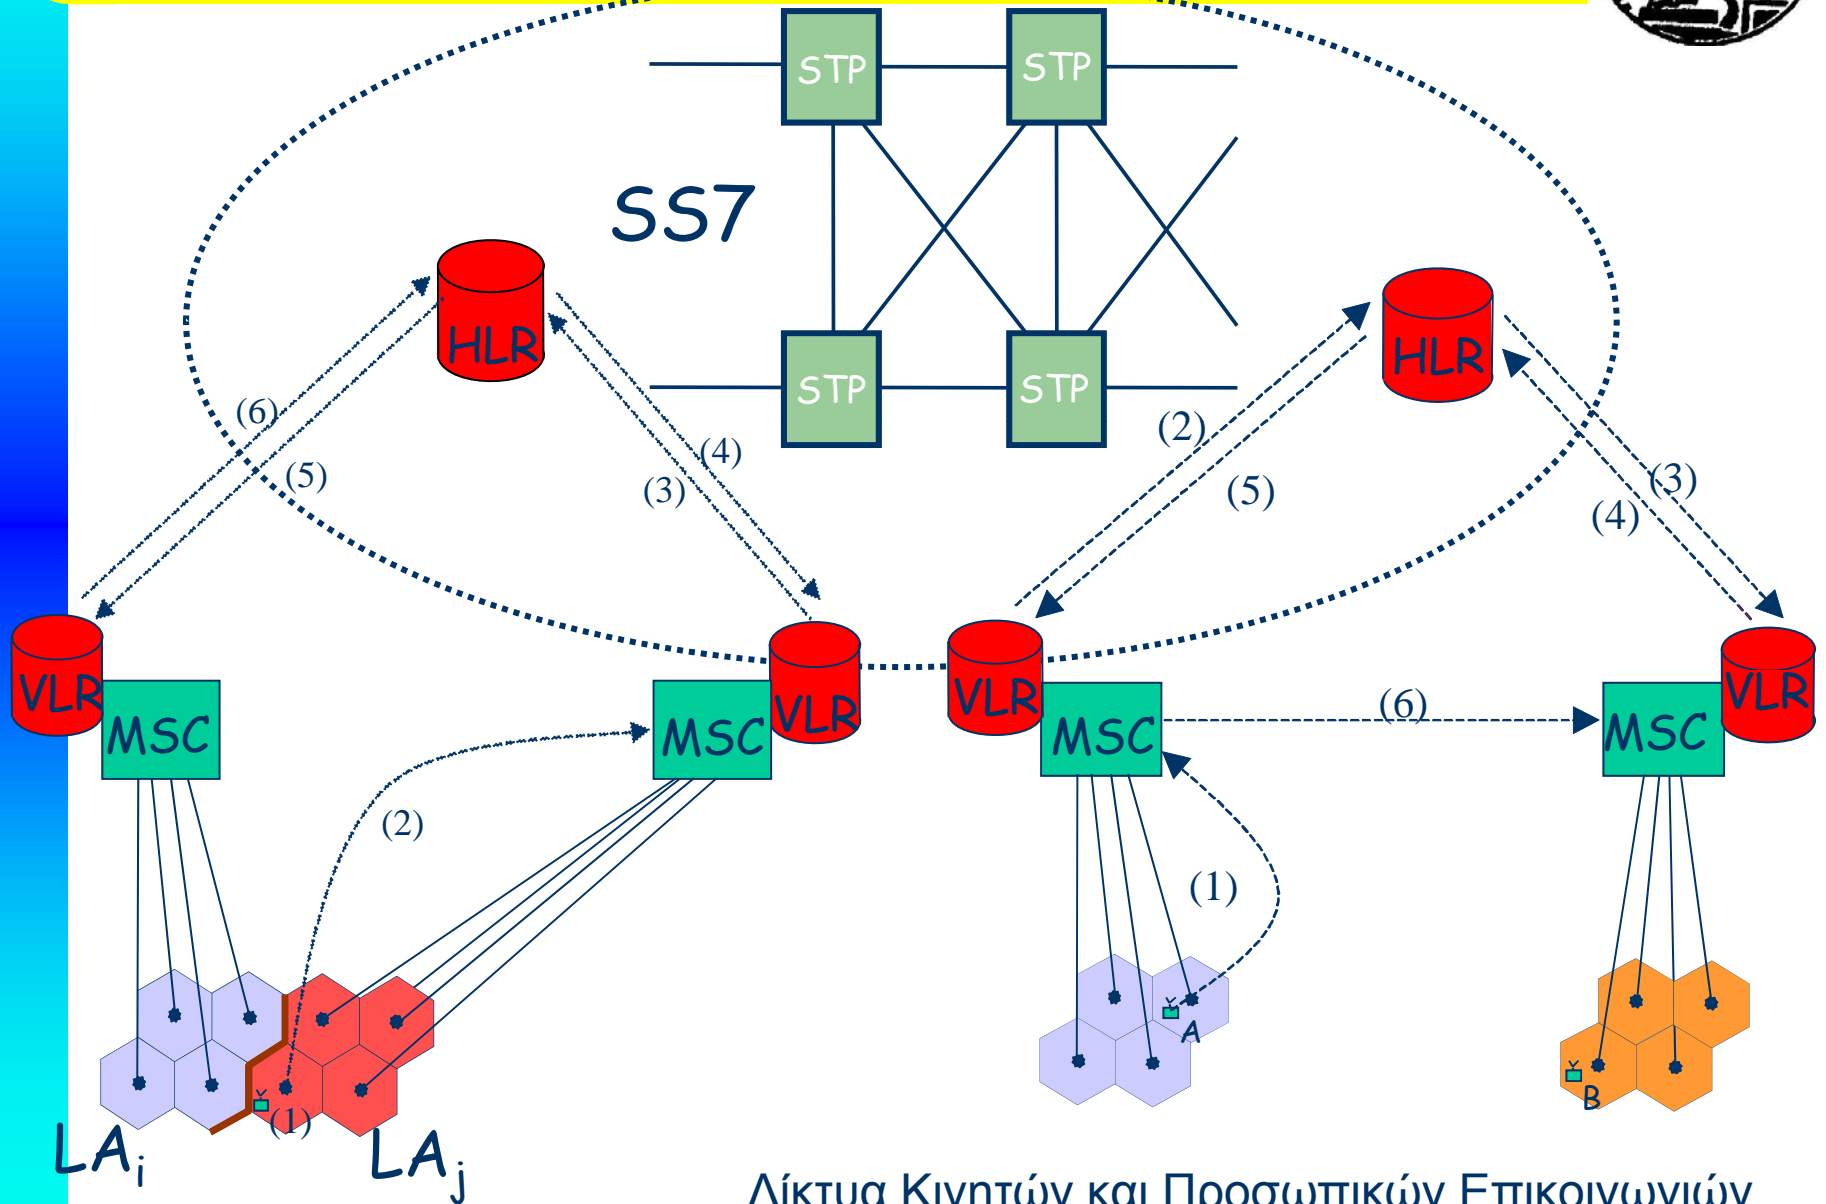 STP STP
SS7
HLR
HLR
STP STP
(6)
(5)
(4)
(3)
(2)
(5)
(3)
(4)
VLR
MSC
MSC
VLR
VLR
MSC
(6)
MSC
VLR
(2)
(1)
A
B
(1)
LAi
LAj
Δίκτυα Κινητών και Προσωπικών Επικοινωνιών